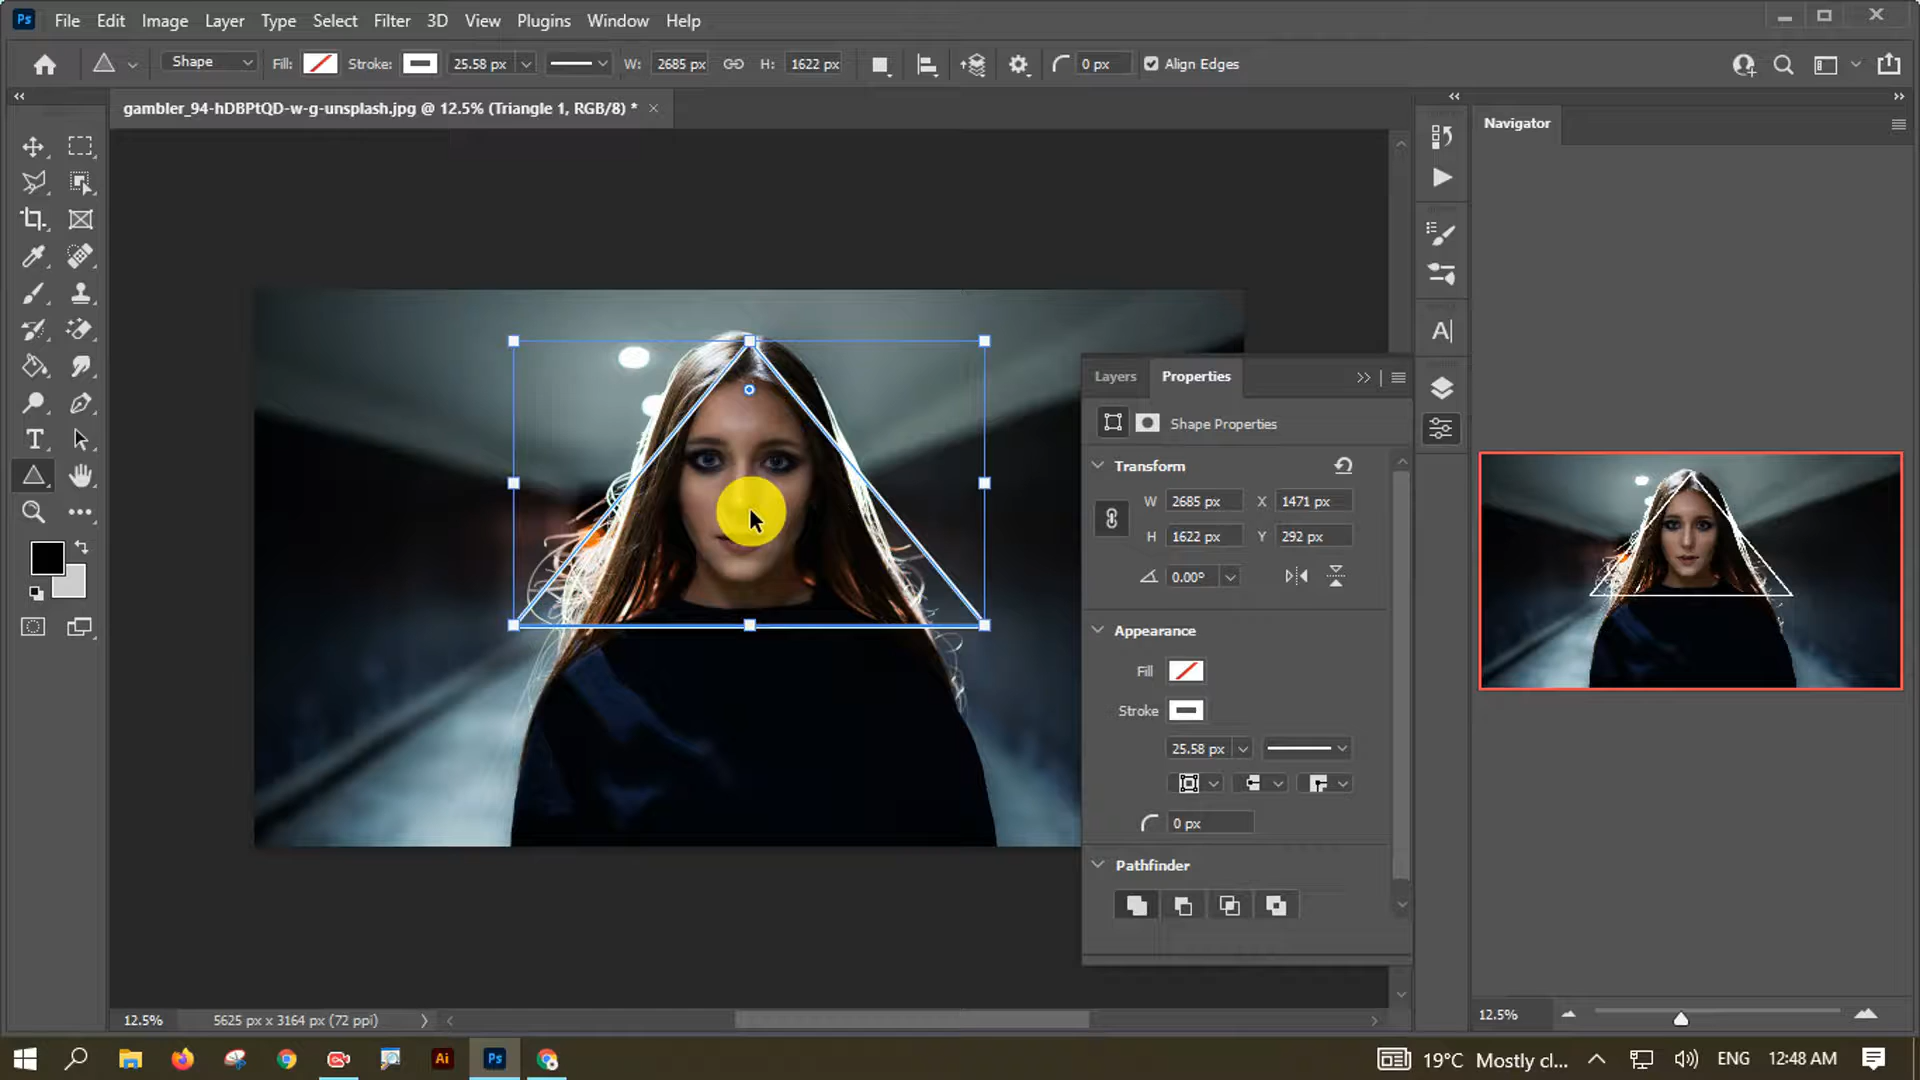 Ps File Edit Image Layer Type Select Filter 3D View Plugins Window Help
Shape Fill: Stroke: 25.58 px W: 2685 px H: 1622 px 0 px Align Edges
gambler_94-hDBPtQD-w-g-unsplash.jpg @ 12.5% (Triangle 1, RGB/8) *
Navigator
Layers Properties
Shape Properties
Transform
W 2685 px X 1471 px
H 1622 px Y 292 px
0.00°
Appearance
Fill
Stroke
25.58 px
0 px
Pathfinder
12.5% 5625 px x 3164 px (72 ppi)
12.5%
Ai Ps 19°C Mostly cl... ENG 12:48 AM